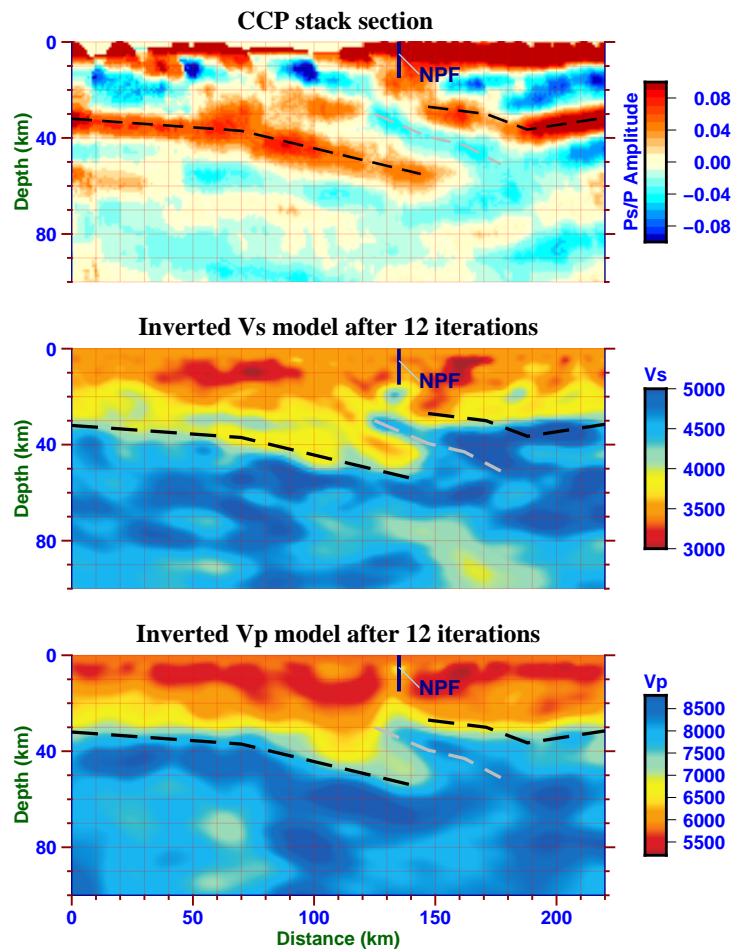 CCP stack section
0
40
80
Depth (km)
NPF
0.08
0.04
0.00
−0.04
−0.08
Ps/P Amplitude
Inverted Vs model after 12 iterations
0
40
80
Depth (km)
NPF
Vs
5000
4500
4000
3500
3000
Inverted Vp model after 12 iterations
0
40
80
Depth (km)
NPF
Vp
8500
8000
7500
7000
6500
6000
5500
0 50 100 150 200
Distance (km)